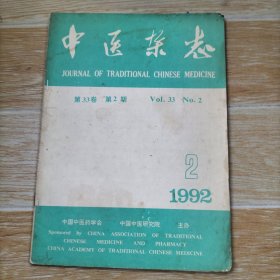 中医杂志
JOURNAL OF TRADITIONAL CHINESE MEDICINE
第33卷 第2期 Vol. 33 No. 2
2
1992
中国中医药学会 中国中医研究院 主办
Sponsored by CHINA ASSOCIATION OF TRADITIONAL
CHINESE MEDICINE AND PHARMACY
CHINA ACADEMY OF TRADITIONAL CHINESE MEDICINE